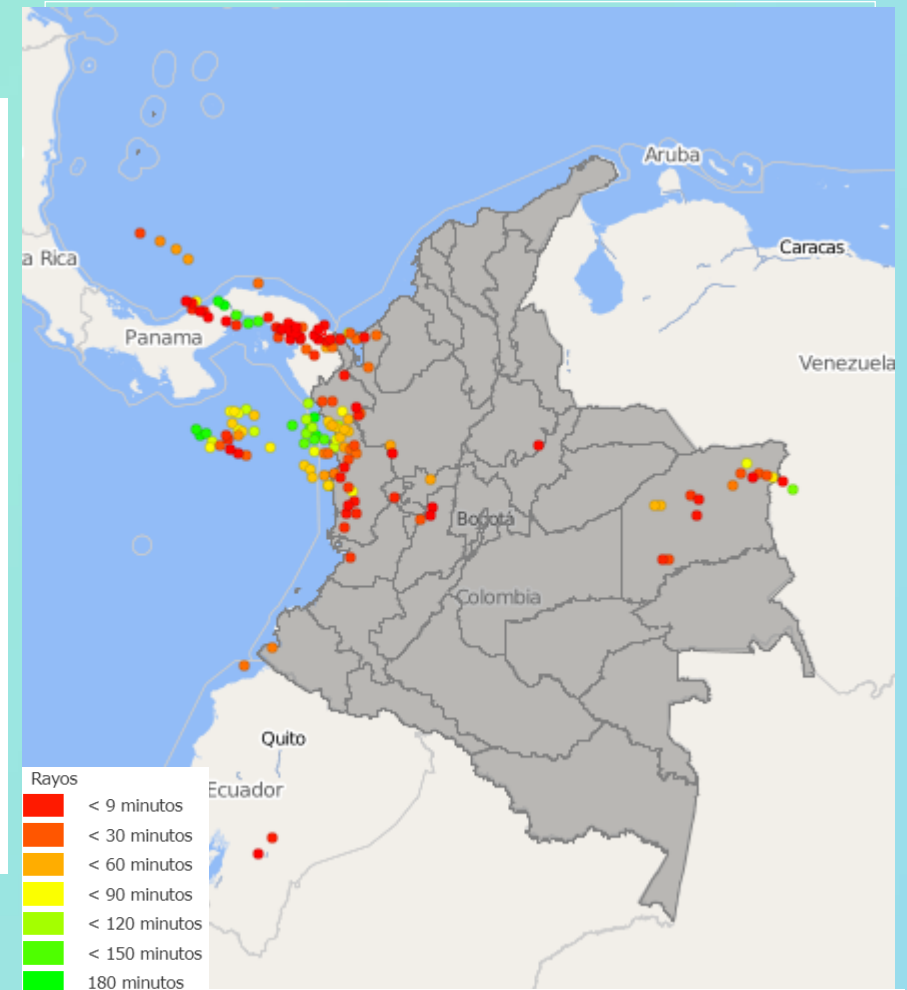 Aruba
Caracas
a Rica
Panama
Venezuela
Bogotá
Colombia
Quito
Ecuador
Rayos
< 9 minutos
< 30 minutos
< 60 minutos
< 90 minutos
< 120 minutos
< 150 minutos
180 minutos